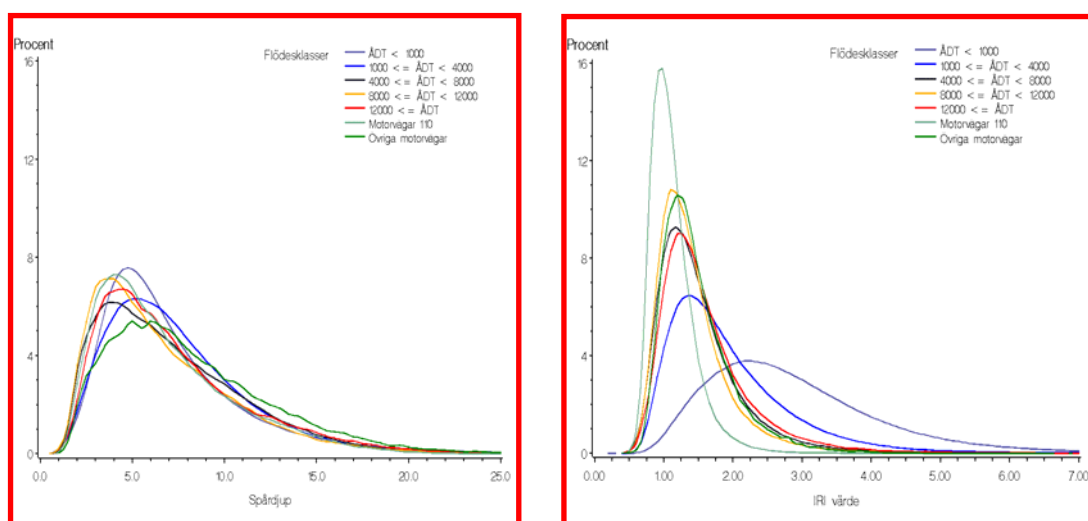 Procent
Flödesklasser
ÅDT < 1000
1000 <= ÅDT < 4000
4000 <= ÅDT < 8000
8000 <= ÅDT < 12000
12000 <= ÅDT
Motorvägar 110
Övriga motorvägar
16
12
8
4
0
0.0 5.0 10.0 15.0 20.0 25.0
Spårdjup
Procent
Flödesklasser
ÅDT < 1000
1000 <= ÅDT < 4000
4000 <= ÅDT < 8000
8000 <= ÅDT < 12000
12000 <= ÅDT
Motorvägar 110
Övriga motorvägar
16
12
8
4
0
0.00 1.00 2.00 3.00 4.00 5.00 6.00 7.00
IRI värde